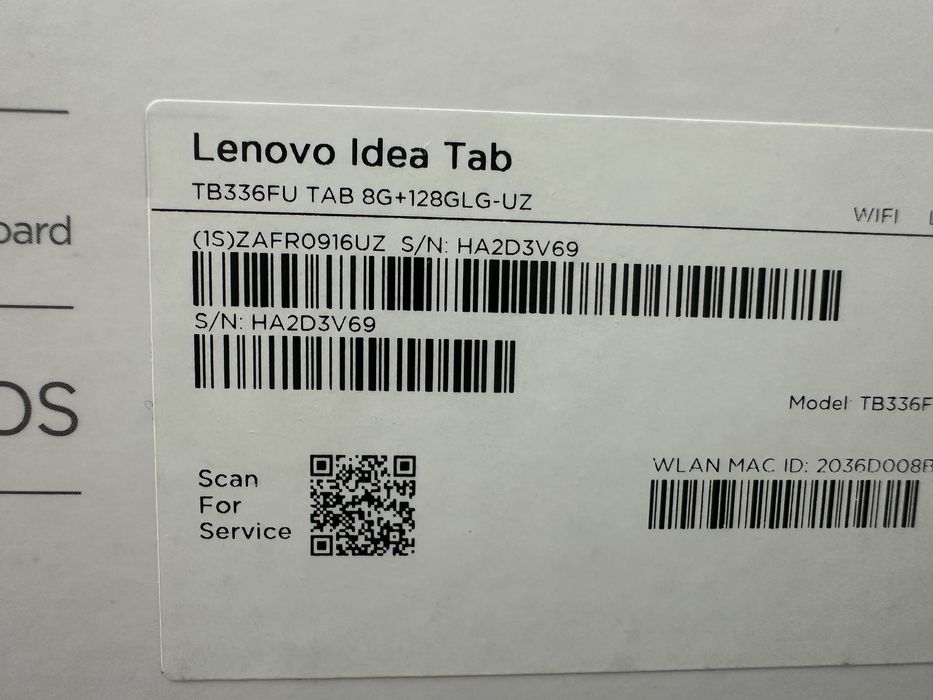 Lenovo Idea Tab
TB336FU TAB 8G+128GLG-UZ
WIFI
oard
(1S)ZAFR0916UZ S/N: HA2D3V69
S/N: HA2D3V69
OS
Model: TB336F
WLAN MAC ID: 2036D008B
Scan
For
Service